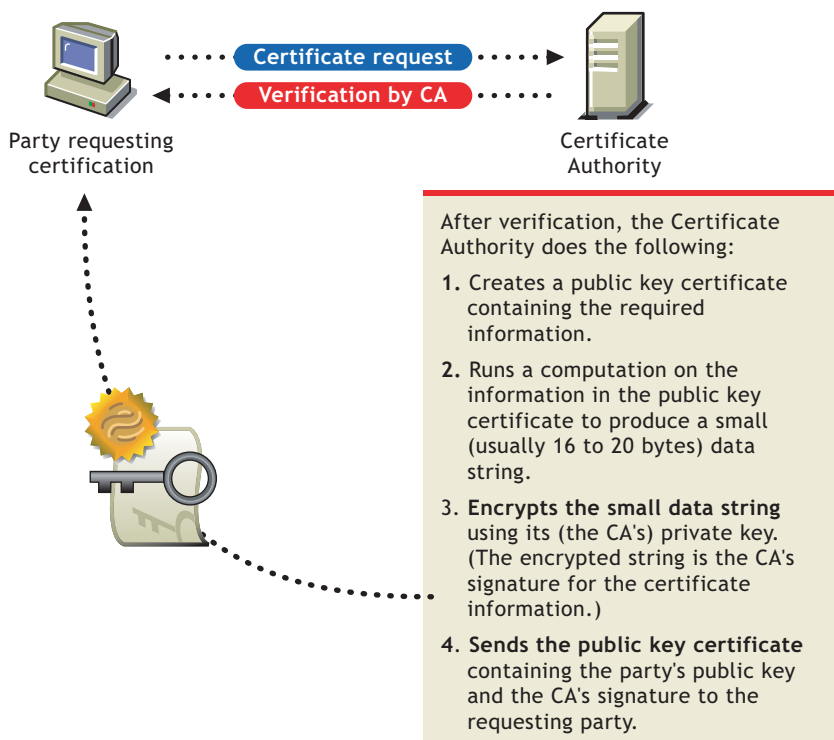 Certificate request
Verification by CA
Party requesting
certification
Certificate
Authority
After verification, the Certificate
Authority does the following:
1. Creates a public key certificate
containing the required
information.
2. Runs a computation on the
information in the public key
certificate to produce a small
(usually 16 to 20 bytes) data
string.
3. Encrypts the small data string
using its (the CA's) private key.
(The encrypted string is the CA's
signature for the certificate
information.)
4. Sends the public key certificate
containing the party's public key
and the CA's signature to the
requesting party.